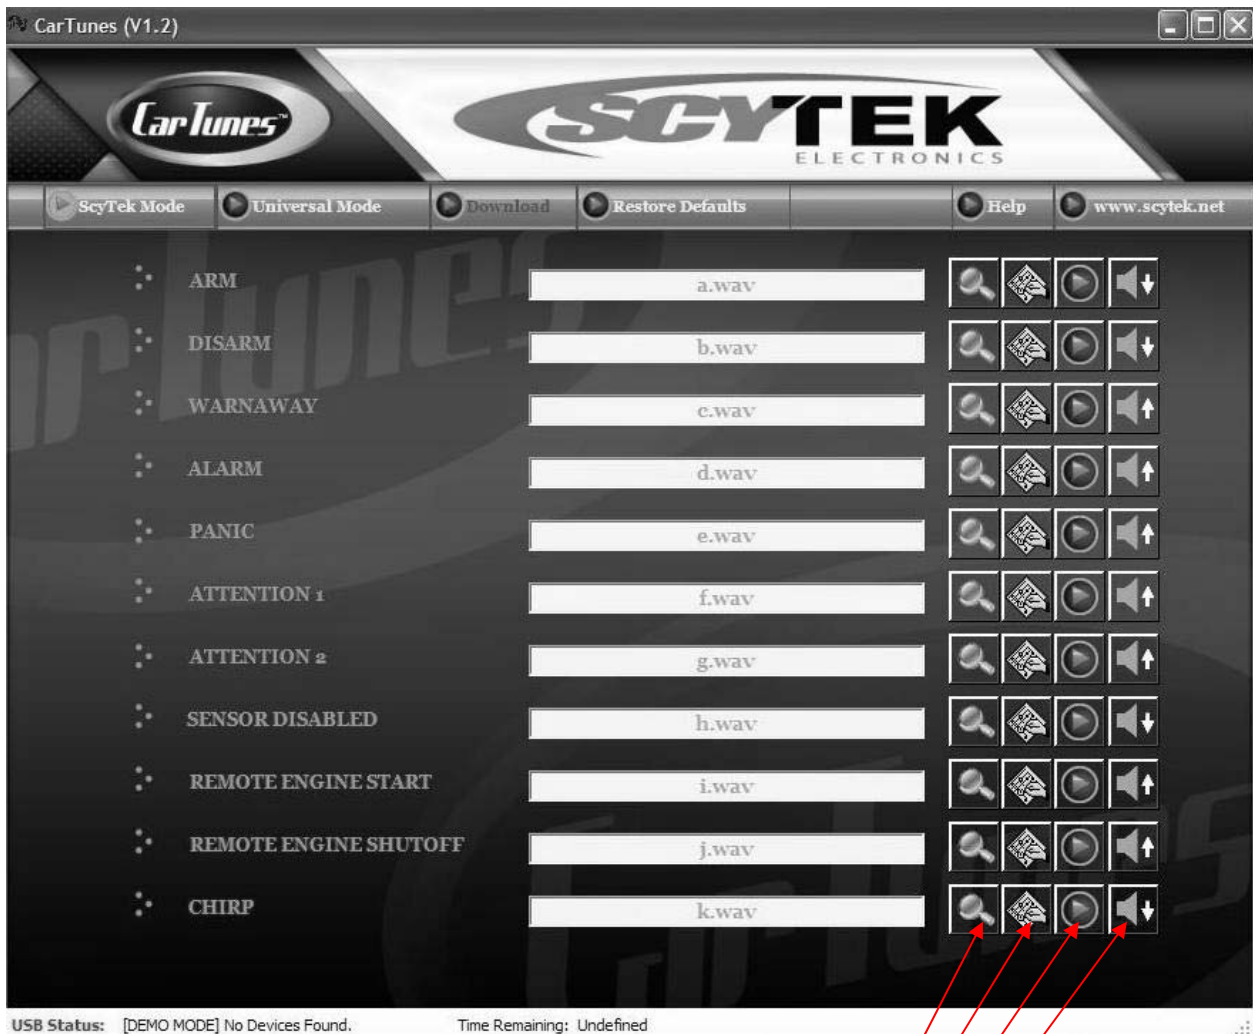 CarTunes (V1.2)
CarTunes™
SCYTEK
ELECTRONICS
ScyTek Mode Universal Mode Download Restore Defaults Help www.scytek.net
ARM a.wav
DISARM b.wav
WARNAWAY c.wav
ALARM d.wav
PANIC e.wav
ATTENTION 1 f.wav
ATTENTION 2 g.wav
SENSOR DISABLED h.wav
REMOTE ENGINE START i.wav
REMOTE ENGINE SHUTOFF j.wav
CHIRP k.wav
USB Status: [DEMO MODE] No Devices Found. Time Remaining: Undefined